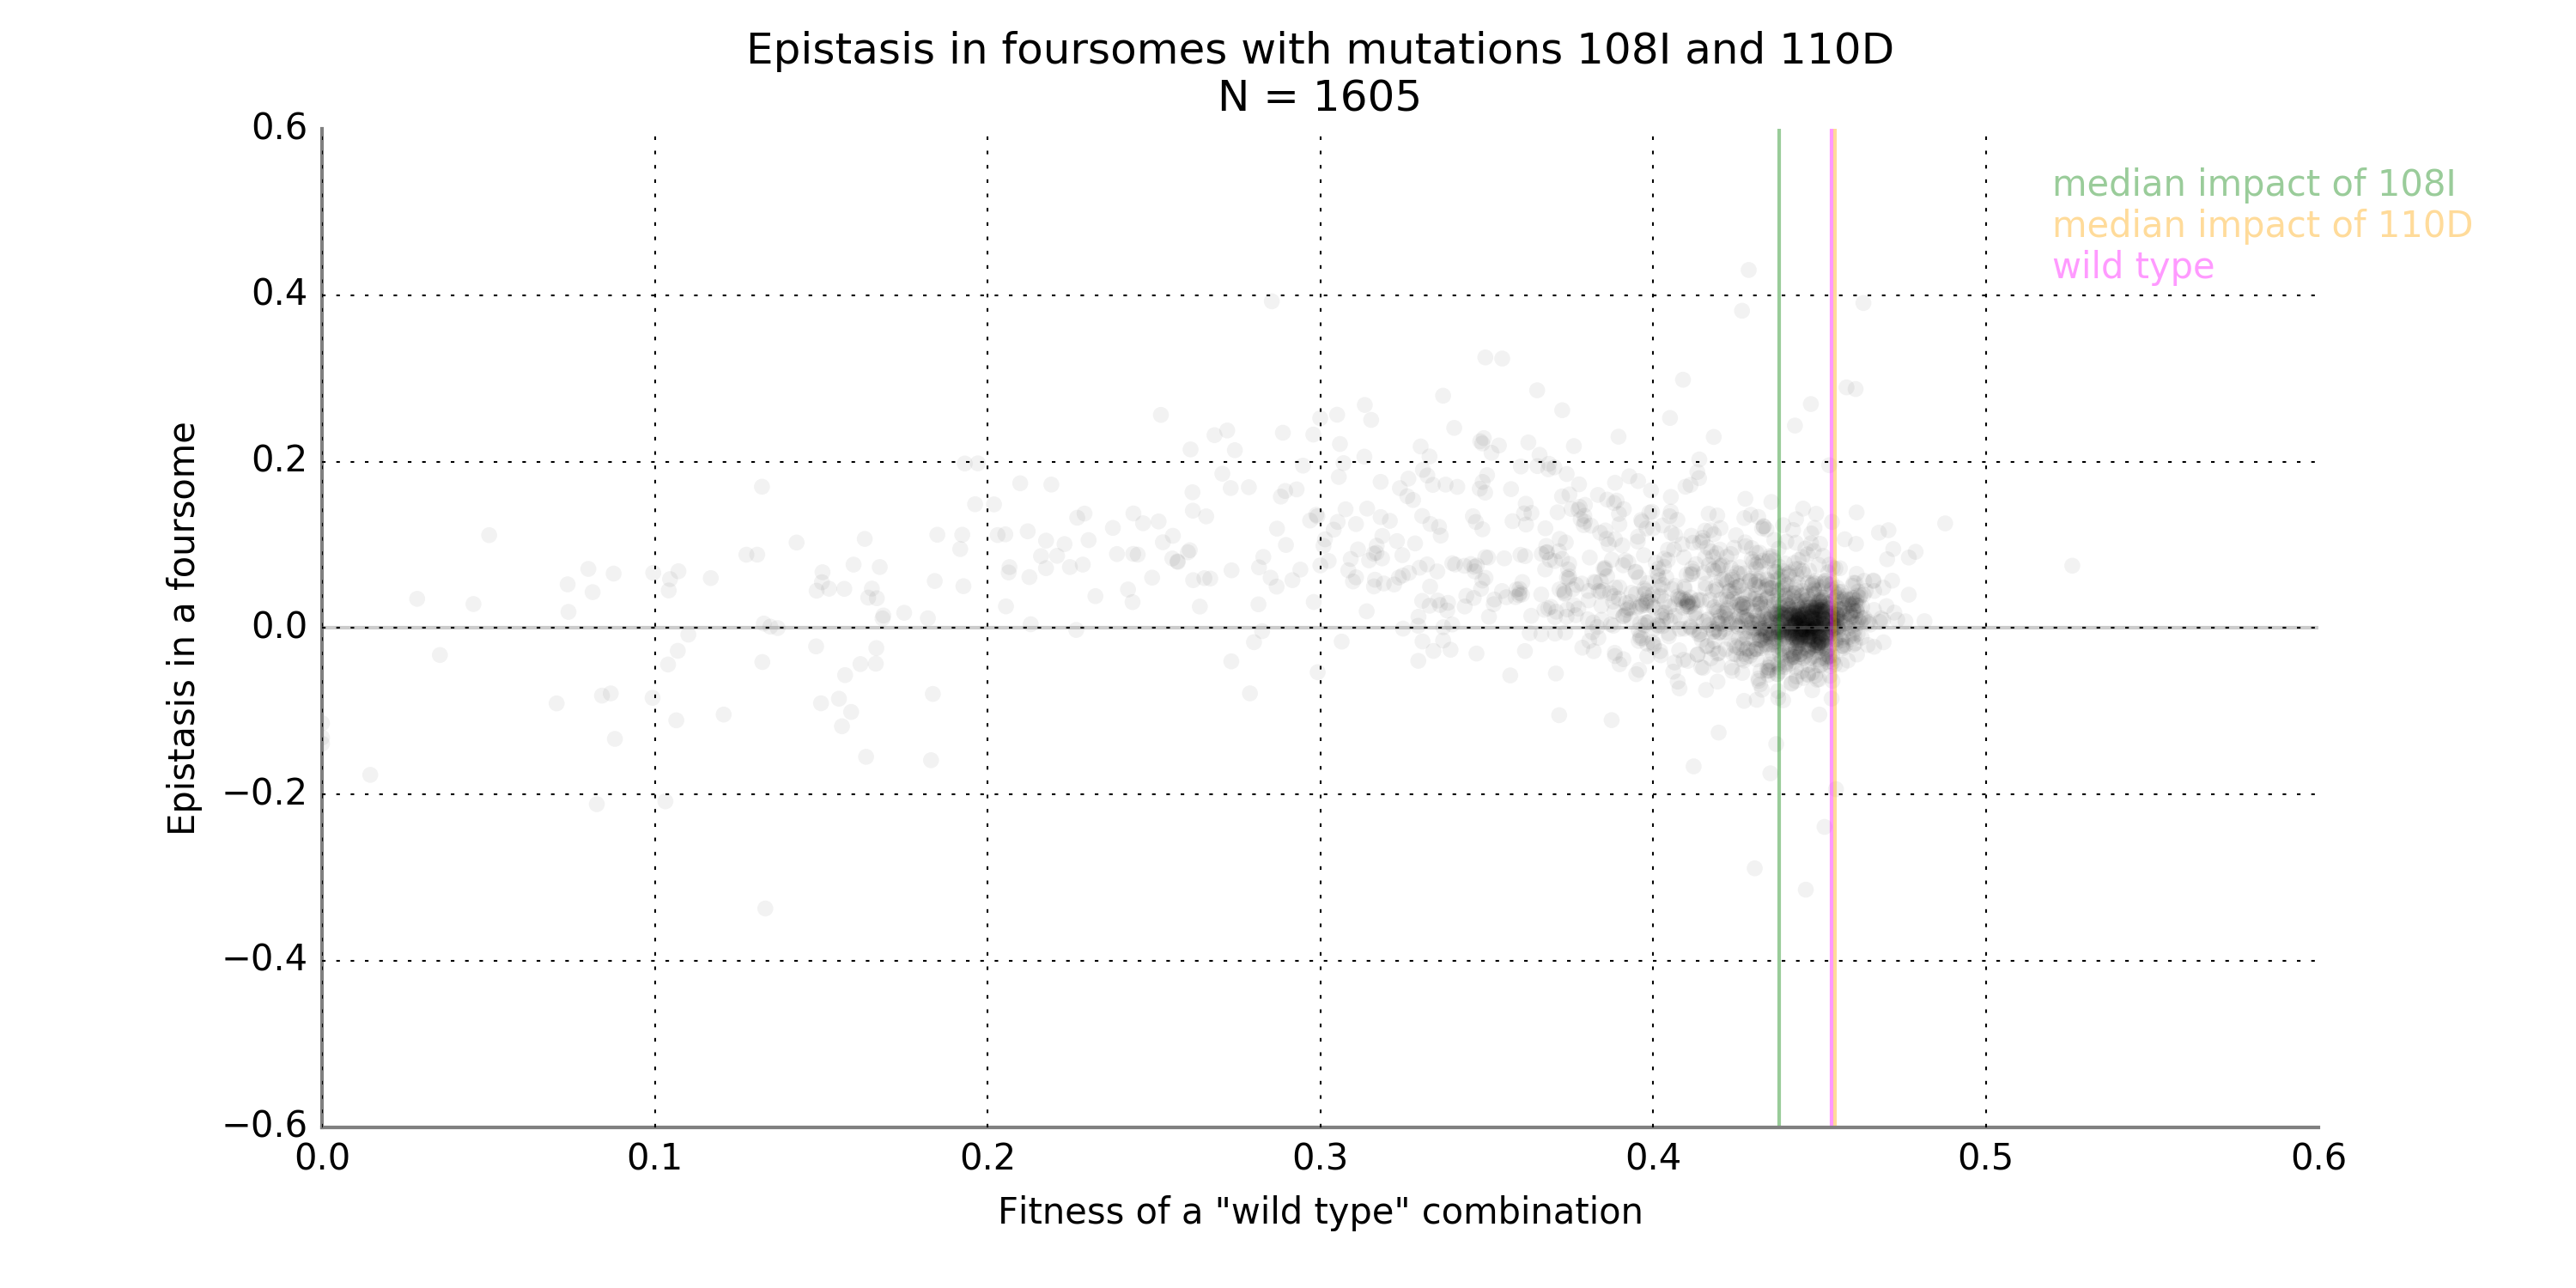 Epistasis in foursomes with mutations 108I and 110D
N = 1605
0.6
0.4
0.2
0.0
−0.2
−0.4
−0.6
Epistasis in a foursome
median impact of 108I
median impact of 110D
wild type
0.0 0.1 0.2 0.3 0.4 0.5 0.6
Fitness of a "wild type" combination